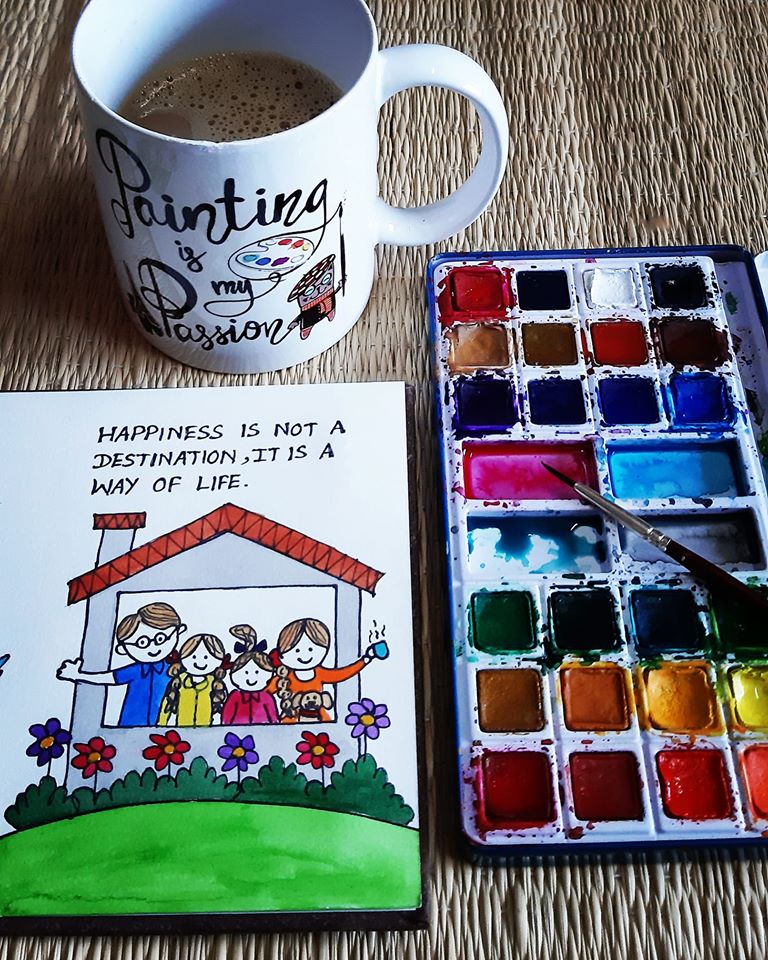 Painting
is
my
Passion
HAPPINESS IS NOT A
DESTINATION, IT IS A
WAY OF LIFE.